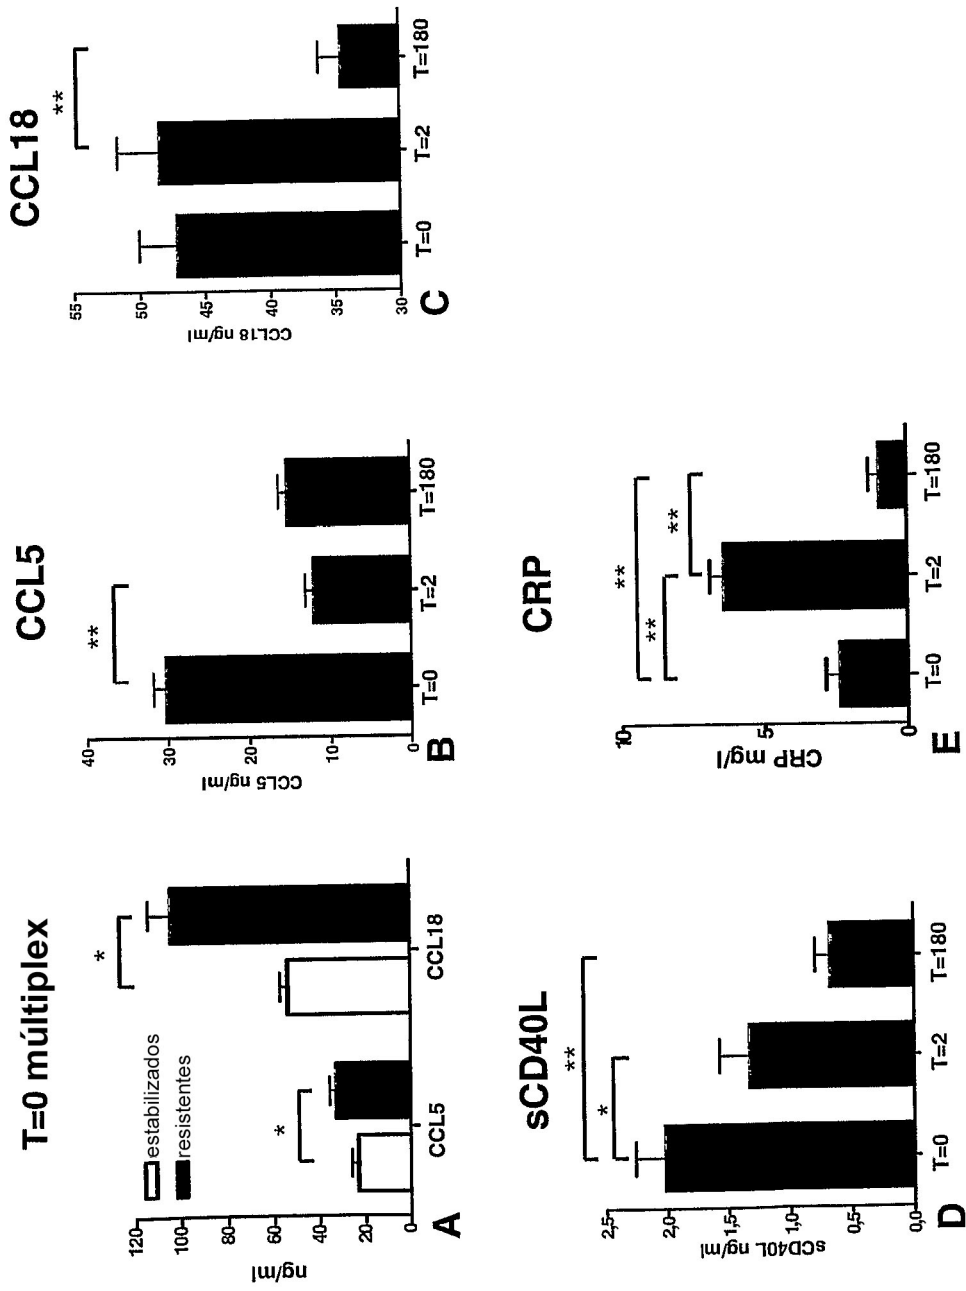 T=0 múltiplex
estabilizados
resistentes
*
*
120
100
80
60
40
20
0
ng/ml
CCL5
CCL18
A
CCL5
**
40
30
20
10
0
CCL5 ng/ml
T=0
T=2
T=180
B
CCL18
**
55
50
45
40
35
30
CCL18 ng/ml
T=0
T=2
T=180
C
sCD40L
**
*
2,5
2,0
1,5
1,0
0,5
0,0
sCD40L ng/ml
T=0
T=2
T=180
D
CRP
**
**
**
10
5
0
CRP mg/l
T=0
T=2
T=180
E